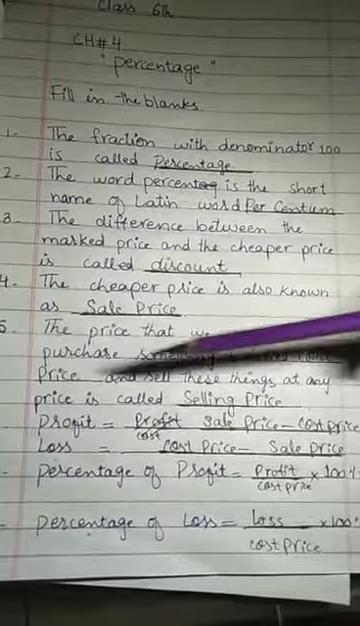 Class 6th
CH#4
"percentage"
Fill in the blanks
1. The fraction with denominator 100
is called Percentage
2. The word percentag is the short
name of Latin word Per Centum
3. The difference between the
marked price and the cheaper price
is called discount
4. The cheaper price is also known
as Sale Price
5. The price that we
purchase
Price and sell these things at any
price is called Selling Price
Profit = Profit Sale Price - cost price
cost
Loss = cost Price - Sale price
- percentage of Profit = Profit × 100%
cost price
- percentage of Loss = Loss × 100%
cost price